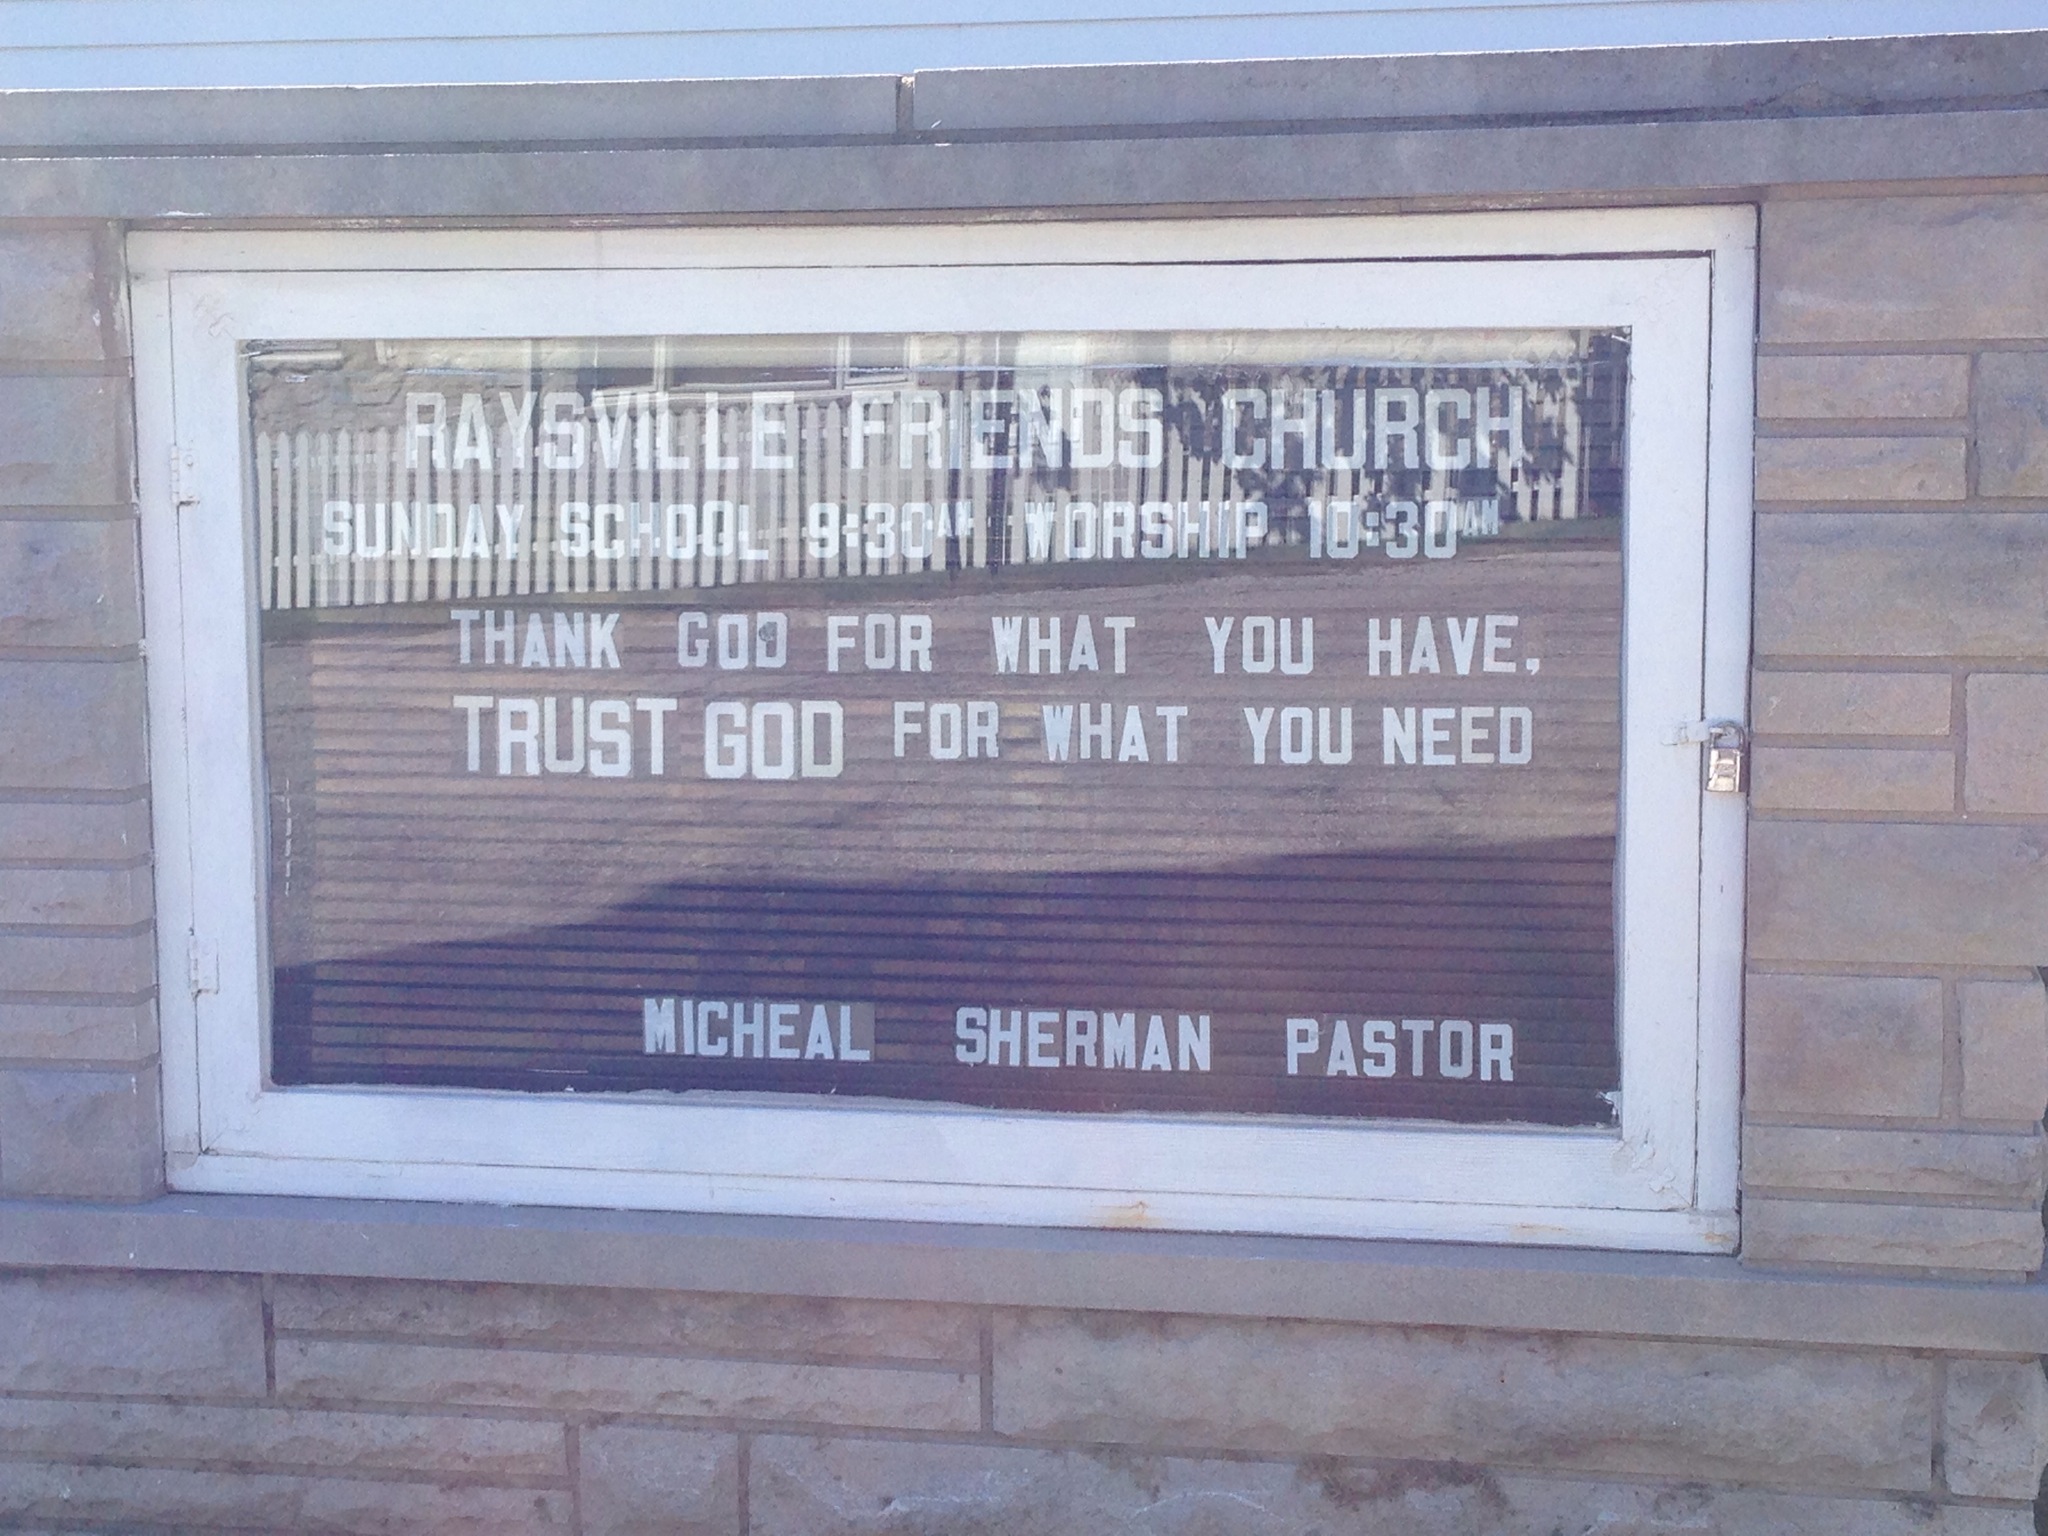 RAYSVILLE FRIENDS CHURCH
SUNDAY SCHOOL 9:30AM WORSHIP 10:30AM
THANK GOD FOR WHAT YOU HAVE,
TRUST GOD FOR WHAT YOU NEED
MICHEAL SHERMAN PASTOR